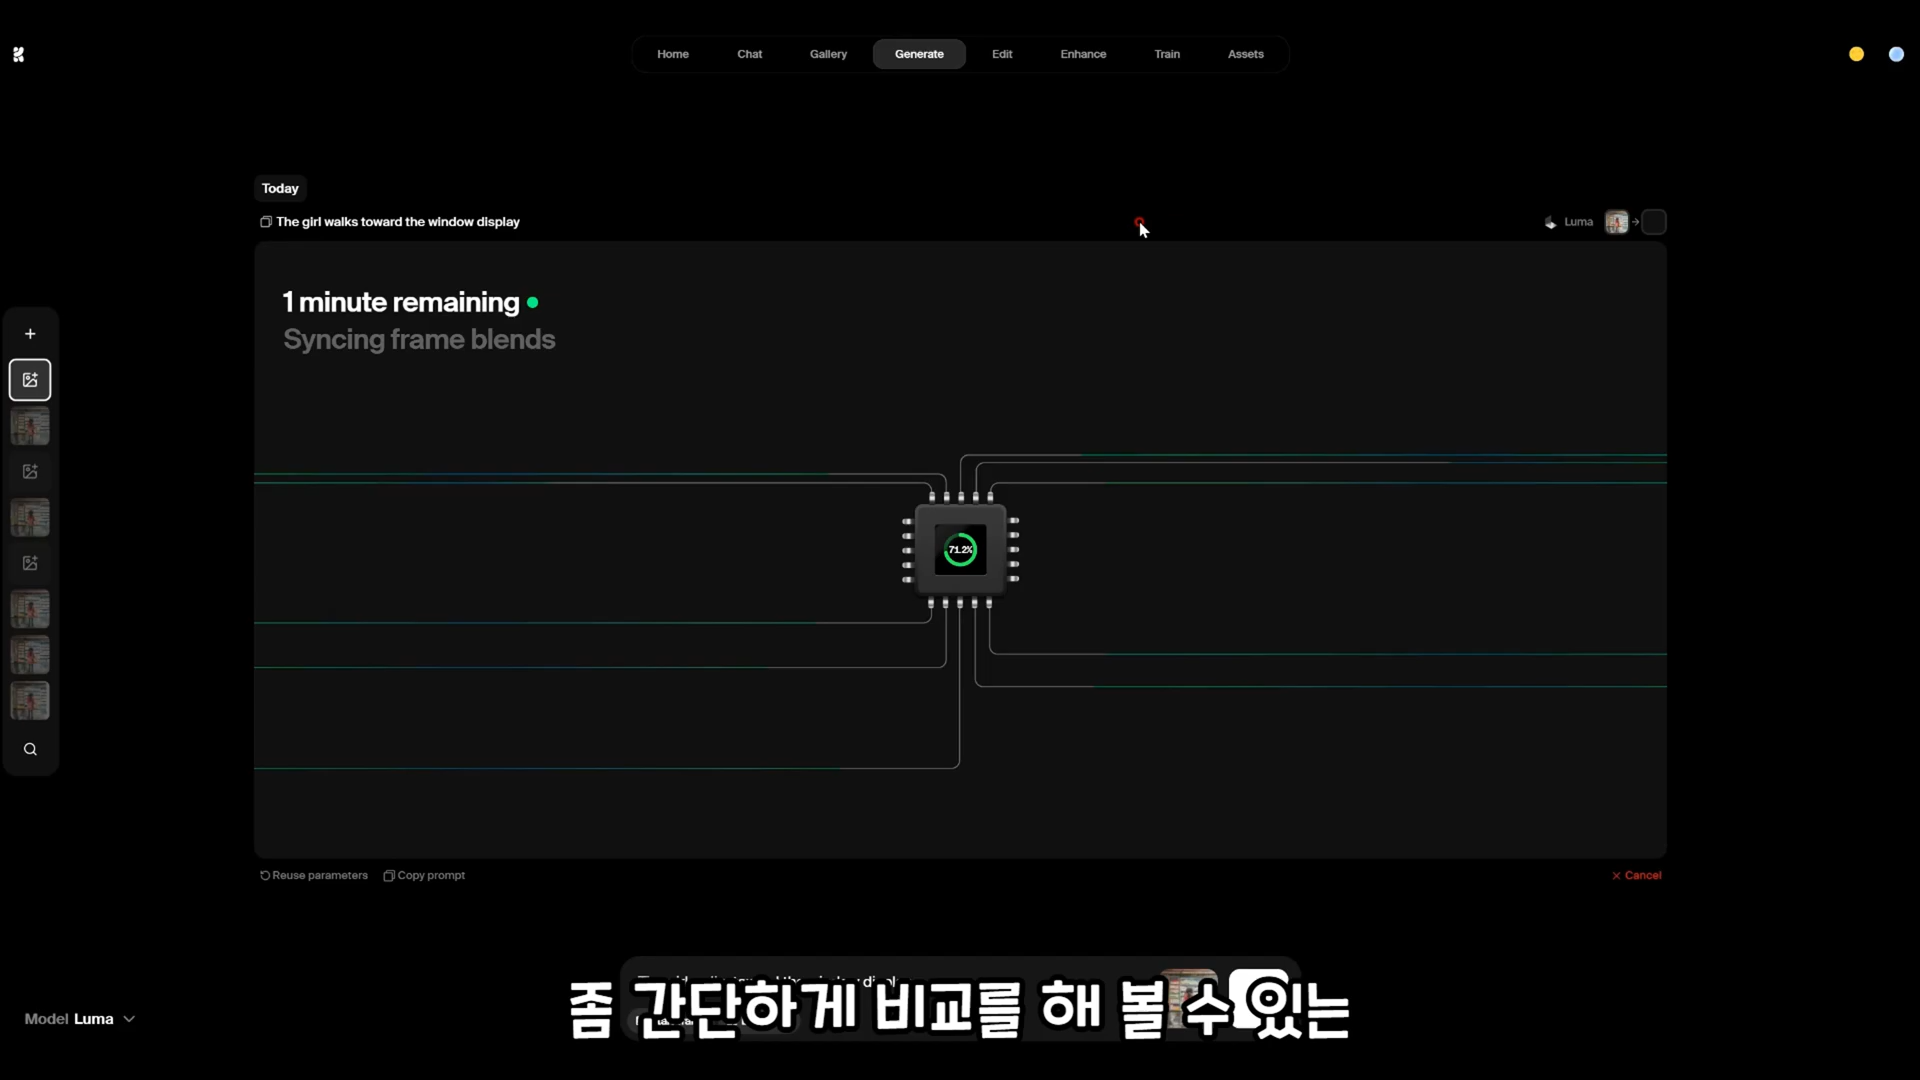 Home Chat Gallery Generate Edit Enhance Train Assets
Today
The girl walks toward the window display
Luma
1 minute remaining
Syncing frame blends
71.2%
Reuse parameters Copy prompt
Cancel
Model Luma
좀 간단하게 비교를 해 볼 수 있는